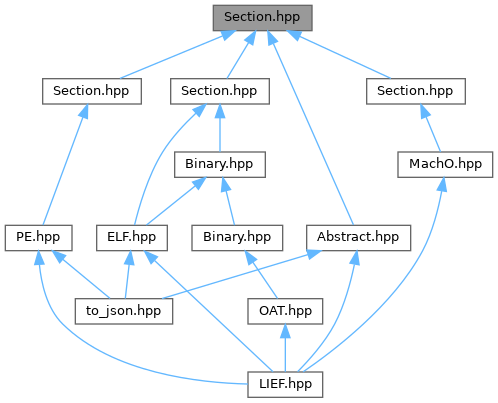 Section.hpp
Section.hpp
Section.hpp
Section.hpp
Binary.hpp
MachO.hpp
PE.hpp
ELF.hpp
Binary.hpp
Abstract.hpp
to_json.hpp
OAT.hpp
LIEF.hpp